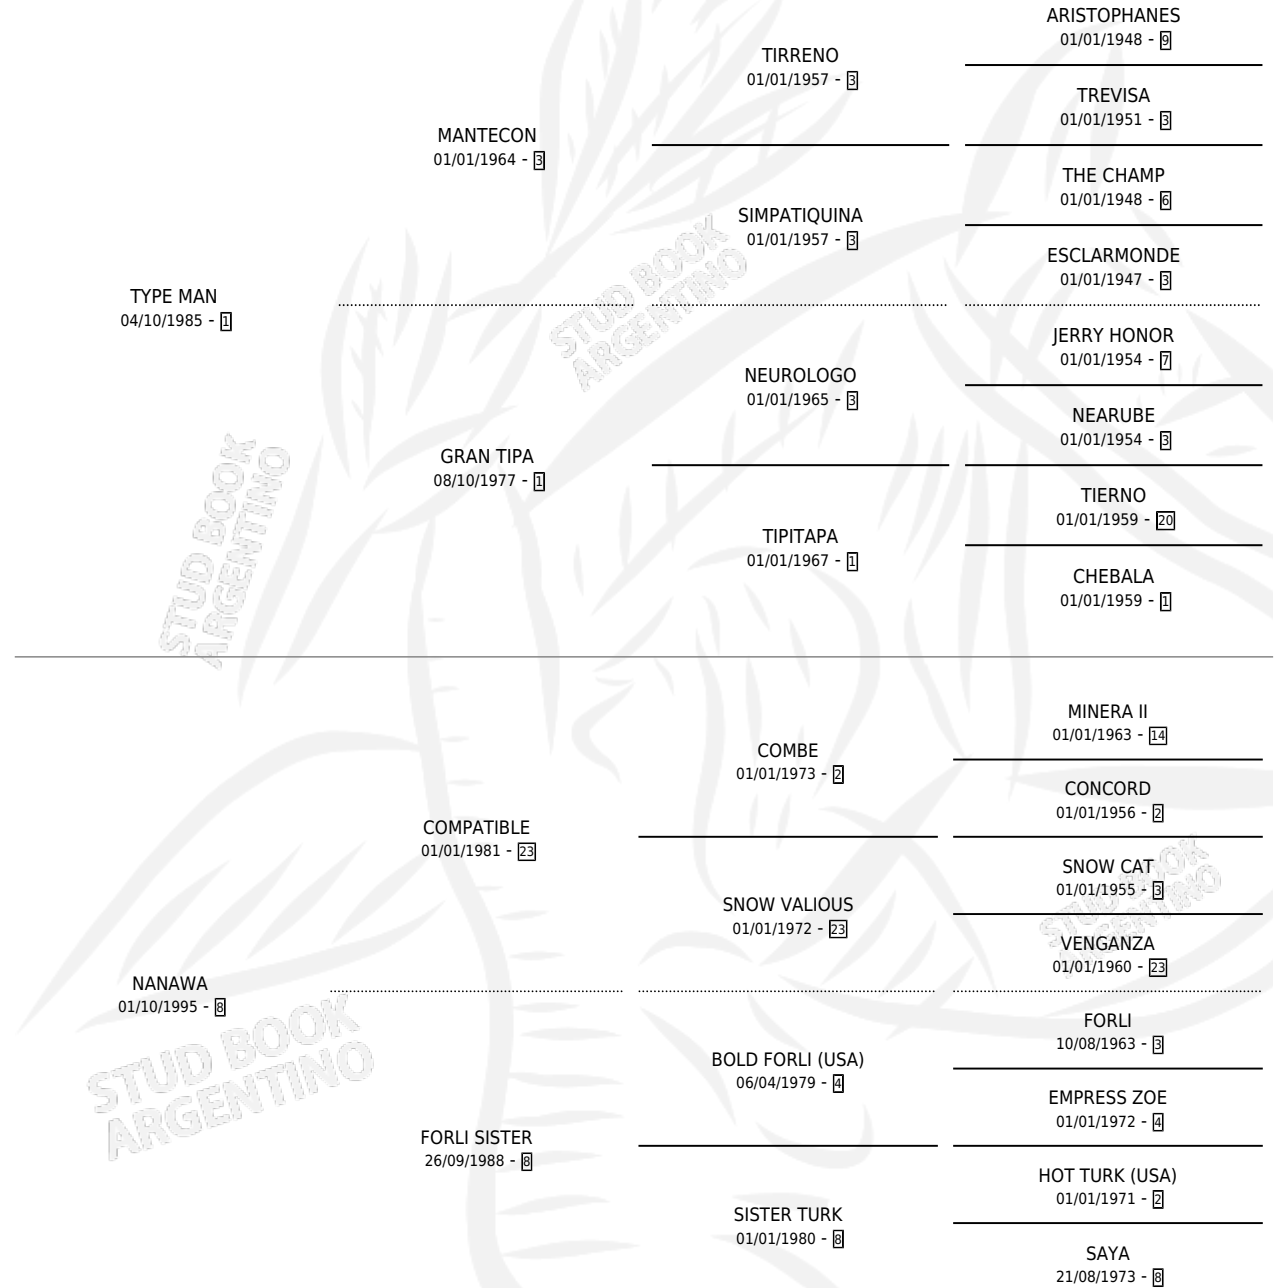 ARISTOPHANES
01/01/1948 - 9
TIRRENO
01/01/1957 - 3
TREVISA
01/01/1951 - 3
MANTECON
01/01/1964 - 3
THE CHAMP
01/01/1948 - 6
SIMPATIQUINA
01/01/1957 - 3
ESCLARMONDE
01/01/1947 - 3
TYPE MAN
04/10/1985 - 1
JERRY HONOR
01/01/1954 - 7
NEUROLOGO
01/01/1965 - 3
NEARUBE
01/01/1954 - 3
GRAN TIPA
08/10/1977 - 1
TIERNO
01/01/1959 - 20
TIPITAPA
01/01/1967 - 1
CHEBALA
01/01/1959 - 1
STUD BOOK
ARGENTINO
STUD BOOK
ARGENTINO
MINERA II
01/01/1963 - 14
COMBE
01/01/1973 - 2
CONCORD
01/01/1956 - 2
COMPATIBLE
01/01/1981 - 23
SNOW CAT
01/01/1955 - 3
SNOW VALIOUS
01/01/1972 - 23
VENGANZA
01/01/1960 - 23
NANAWA
01/10/1995 - 8
FORLI
10/08/1963 - 3
BOLD FORLI (USA)
06/04/1979 - 4
EMPRESS ZOE
01/01/1972 - 4
FORLI SISTER
26/09/1988 - 8
HOT TURK (USA)
01/01/1971 - 2
SISTER TURK
01/01/1980 - 8
SAYA
21/08/1973 - 8
STUD BOOK
ARGENTINO
STUD BOOK
ARGENTINO